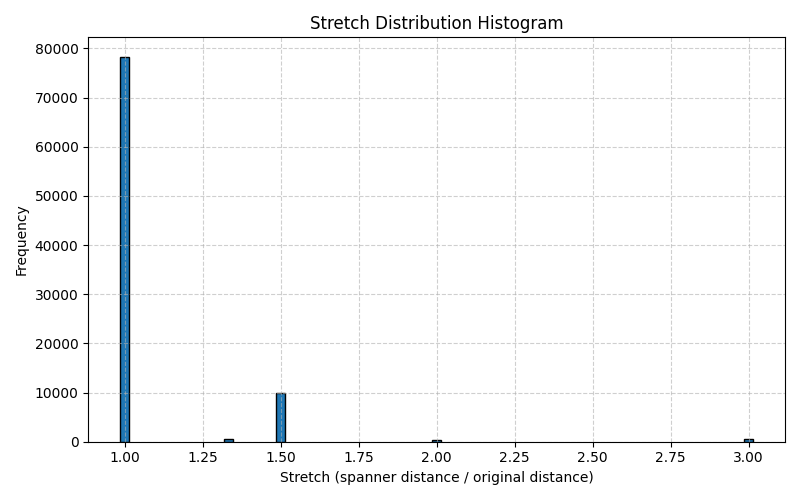 Stretch Distribution Histogram
80000
70000
60000
50000
40000
30000
20000
10000
0
Frequency
1.00 1.25 1.50 1.75 2.00 2.25 2.50 2.75 3.00
Stretch (spanner distance / original distance)